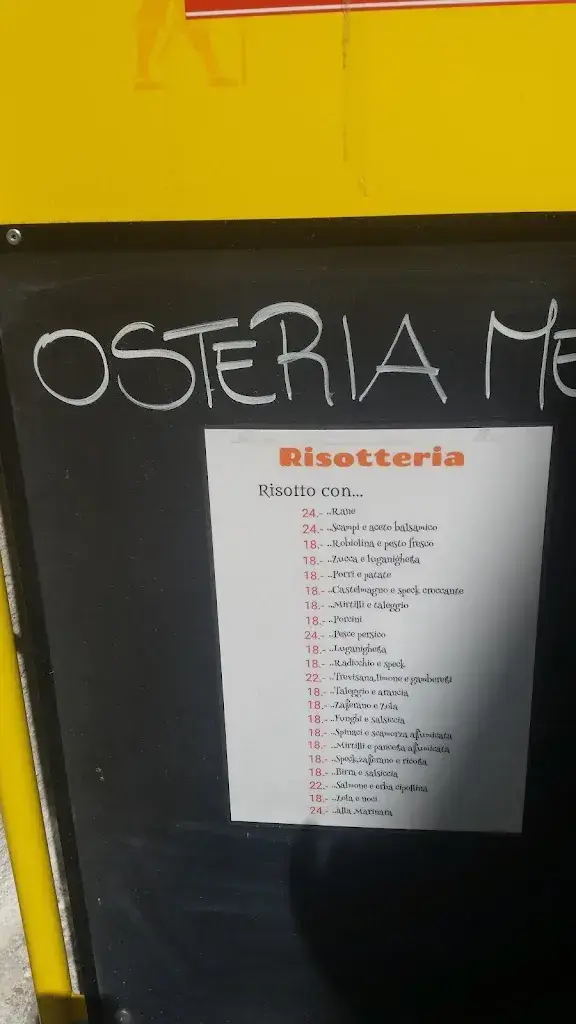 OSTERIA ME
Risotteria
Risotto con...
24.- ..Rane
24.- ..Scampi e aceto balsamico
18.- ..Robiolina e pesto fresco
18.- ..Zucca e luganighetta
18.- ..Porri e patate
18.- ..Castelmagno e speck croccante
18.- ..Mirtilli e taleggio
18.- ..Porcini
24.- ..Pesce persico
18.- ..Luganighetta
18.- ..Radicchio e speck
22.- ..Trevisana,limone e gamberetti
18.- ..Taleggio e arancia
18.- ..Zafferano e Zola
18.- ..Funghi e salsiccia
18.- ..Spinaci e scamorza affumicata
18.- ..Mirtilli e pancetta affumicata
18.- ..Speck,zafferano e ricotta
18.- ..Birra e salsiccia
22.- ..Salmone e erba cipollina
18.- ..Zola e noci
24.- ..alla Marinara